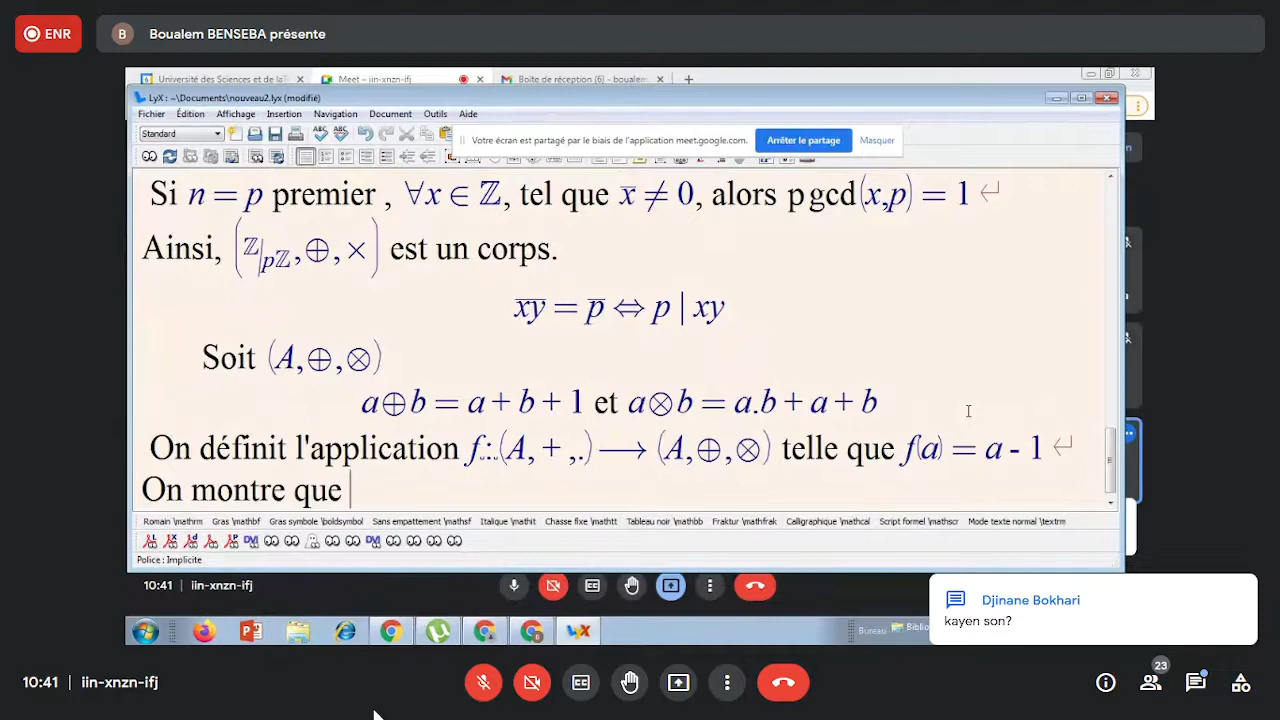 ENR
B Boualem BENSEBA présente
Université des Sciences et de la T
Meet – iin-xnzn-ifj
Boîte de réception (6) - boualem
LyX : ~\Documents\nouveau2.lyx (modifié)
Fichier Édition Affichage Insertion Navigation Document Outils Aide
Standard
Votre écran est partagé par le biais de l'application meet.google.com. Arrêter le partage Masquer
Si n = p premier , ∀x ∈ ℤ, tel que x̅ ≠ 0, alors pgcd(x,p) = 1 ↵
Ainsi, (ℤ|pℤ, ⊕, ×) est un corps.
x̅y̅ = p̅ ⇔ p | xy
Soit (A,⊕,⊗)
a⊕b = a + b + 1 et a⊗b = a.b + a + b
On définit l'application f : (A, + ,.) ⟶ (A,⊕,⊗) telle que f(a) = a - 1 ↵
On montre que
Romain \mathrm Gras \mathbf Gras symbole \boldsymbol Sans empattement \mathsf Italique \mathit Chasse fixe \mathtt Tableau noir \mathbb Fraktur \mathfrak Calligraphique \mathcal Script formel \mathscr Mode texte normal \textrm
Police : Implicite
10:41 | iin-xnzn-ifj
Djinane Bokhari
kayen son?
Bureau Biblio
10:41 | iin-xnzn-ifj
23